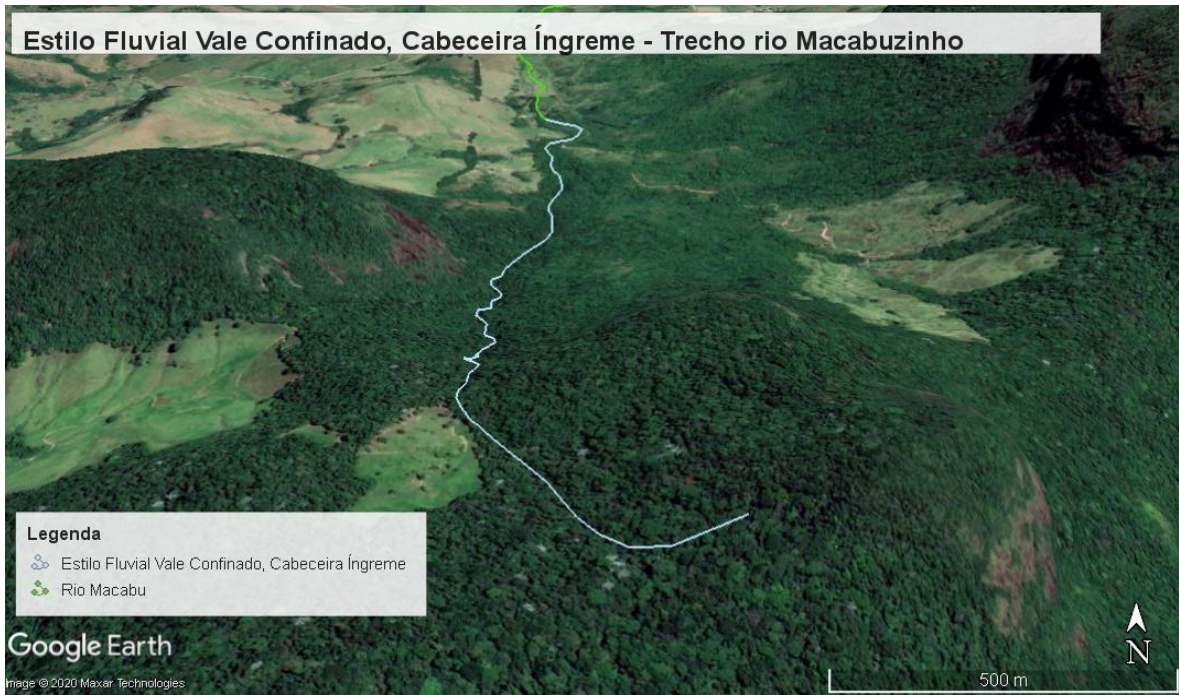 Estilo Fluvial Vale Confinado, Cabeceira Íngreme - Trecho rio Macabuzinho
Legenda
Estilo Fluvial Vale Confinado, Cabeceira Íngreme
Rio Macabu
Google Earth
mage © 2020 Maxar Technologies
N
500 m